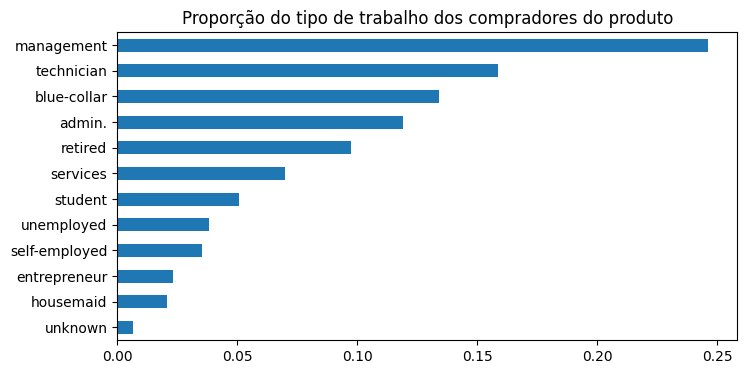 Proporção do tipo de trabalho dos compradores do produto
management
technician
blue-collar
admin.
retired
services
student
unemployed
self-employed
entrepreneur
housemaid
unknown
0.00 0.05 0.10 0.15 0.20 0.25